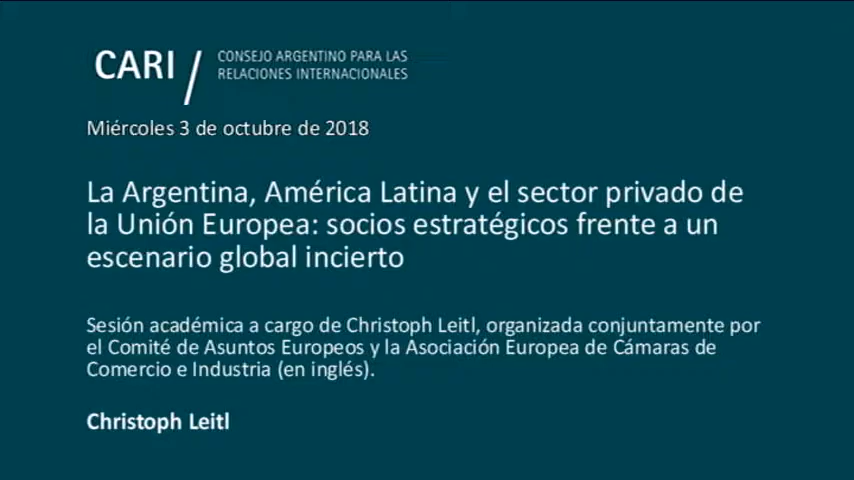 CARI /
CONSEJO ARGENTINO PARA LAS
RELACIONES INTERNACIONALES
Miércoles 3 de octubre de 2018
La Argentina, América Latina y el sector privado de
la Unión Europea: socios estratégicos frente a un
escenario global incierto
Sesión académica a cargo de Christoph Leitl, organizada conjuntamente por
el Comité de Asuntos Europeos y la Asociación Europea de Cámaras de
Comercio e Industria (en inglés).
Christoph Leitl